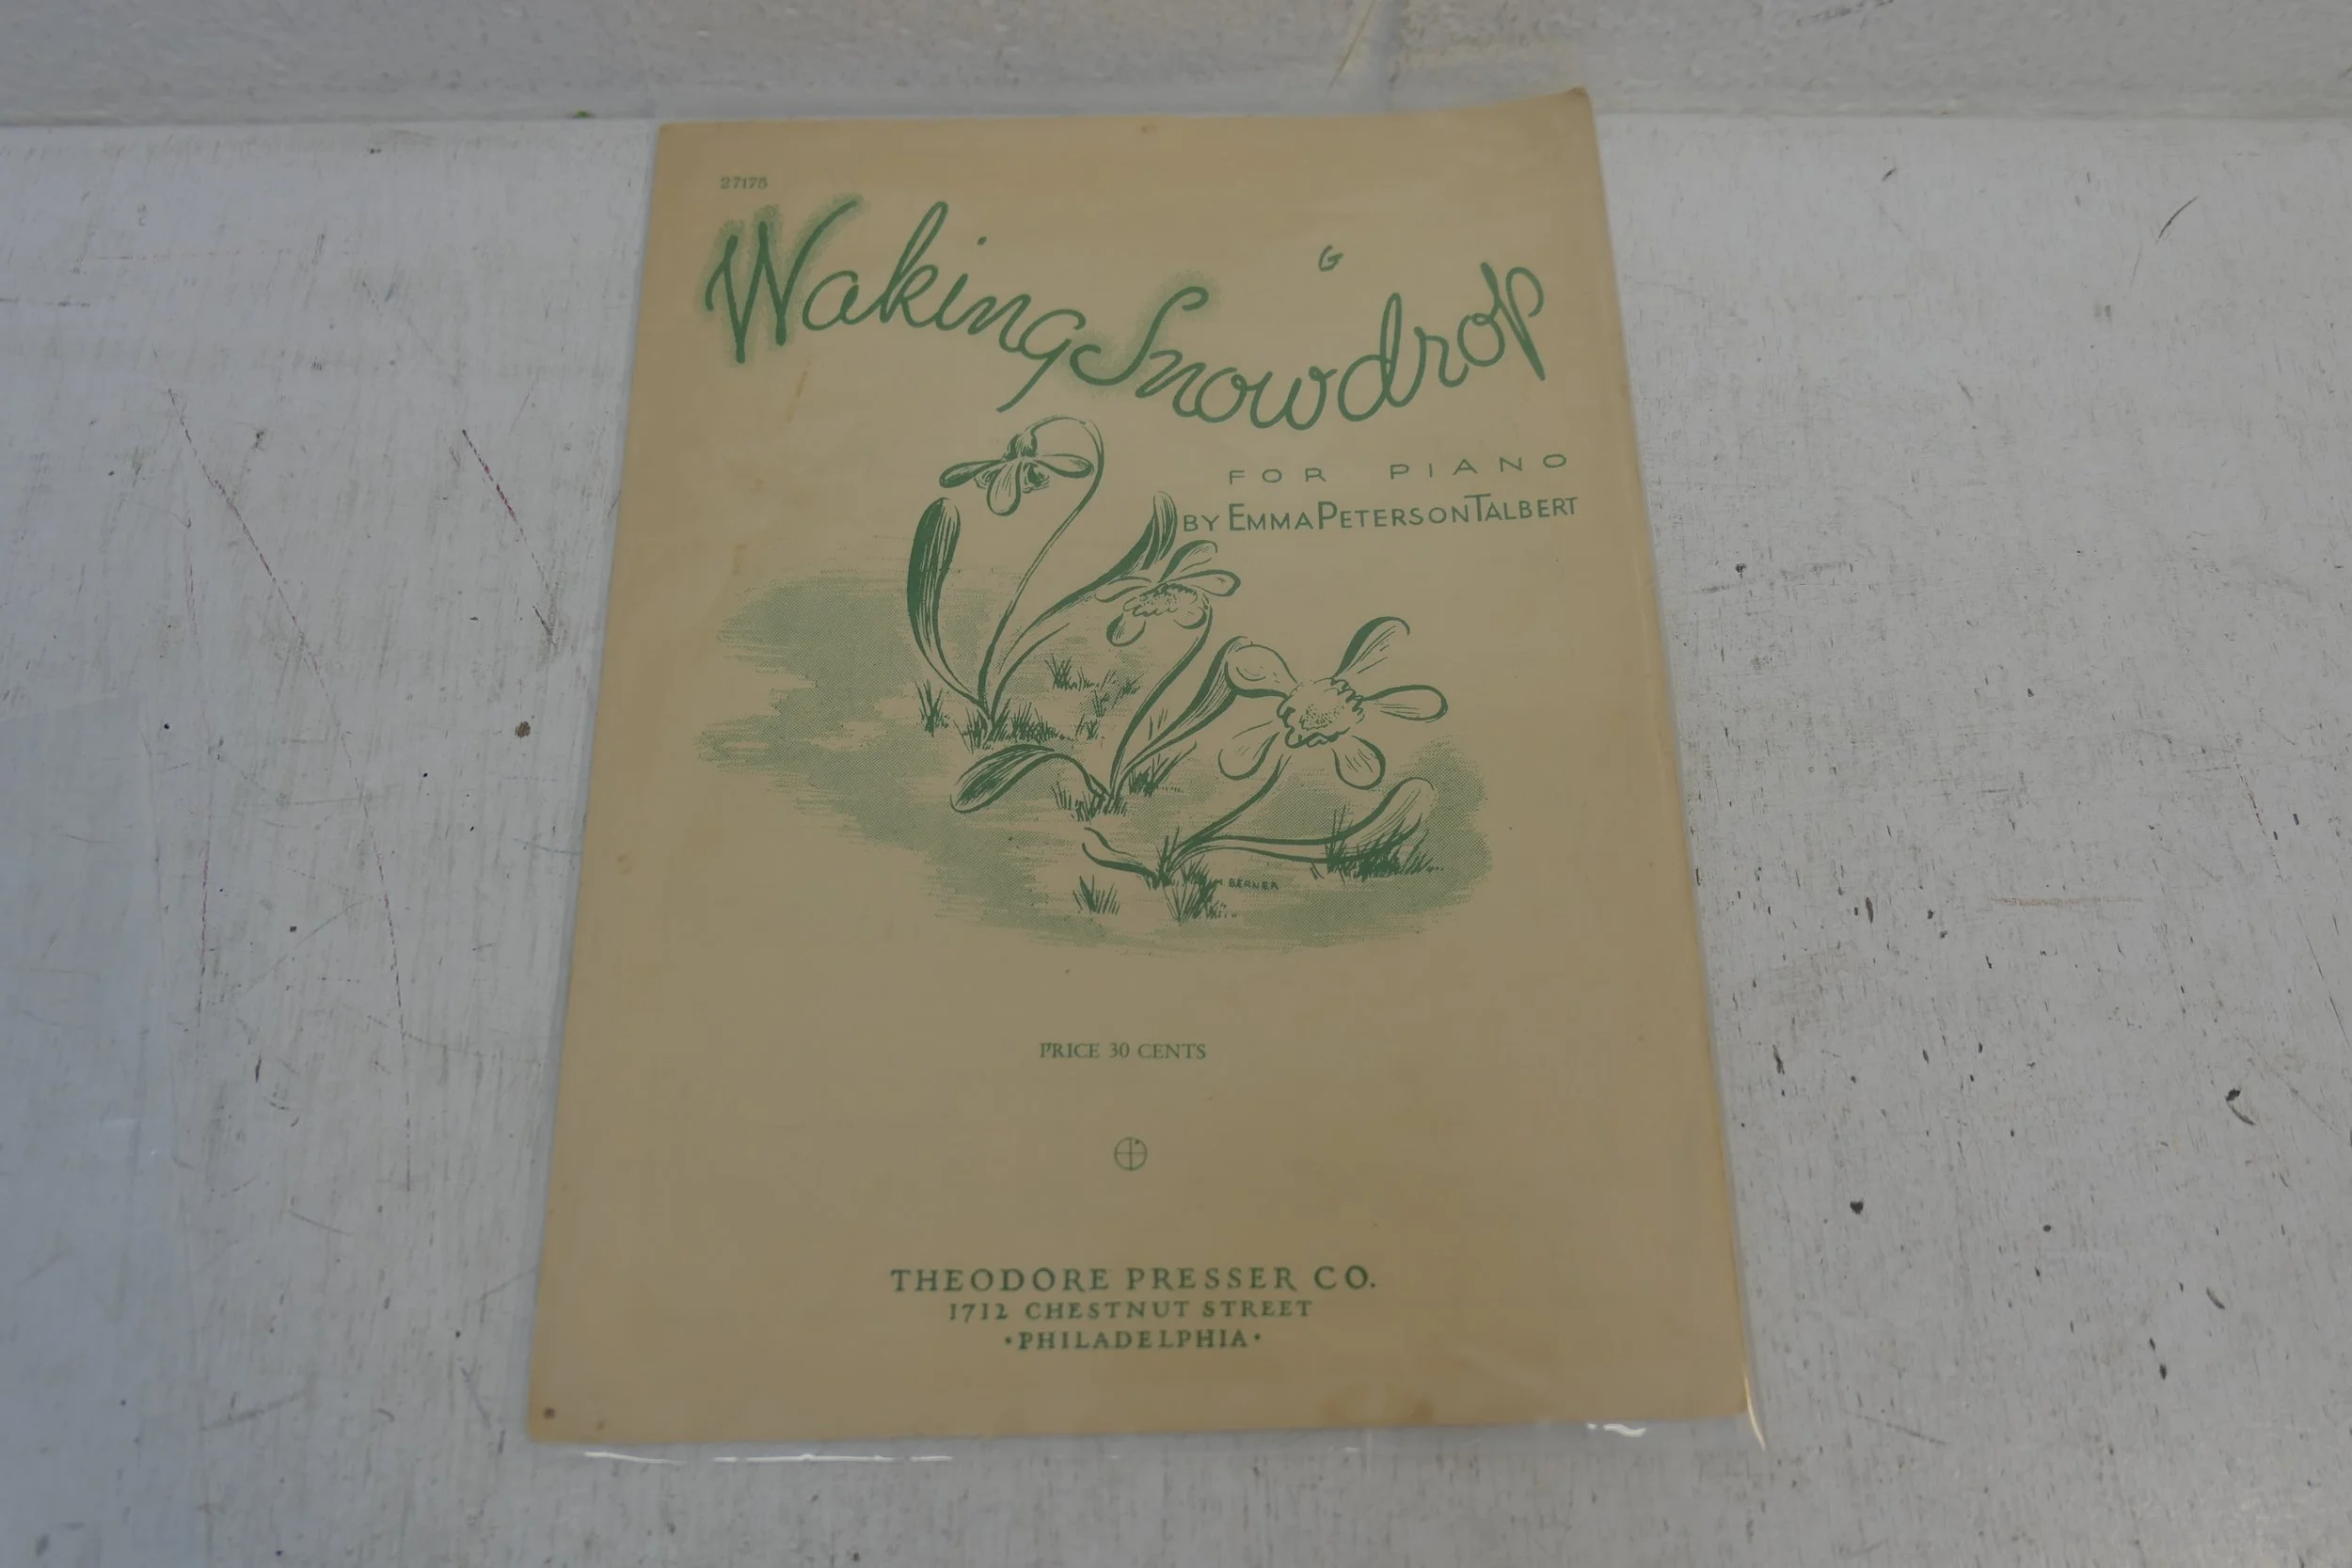 27175
Waking Snowdrop
G
FOR PIANO
BY EMMA PETERSON TALBERT
BERNER
PRICE 30 CENTS
THEODORE PRESSER CO.
1712 CHESTNUT STREET
·PHILADELPHIA·